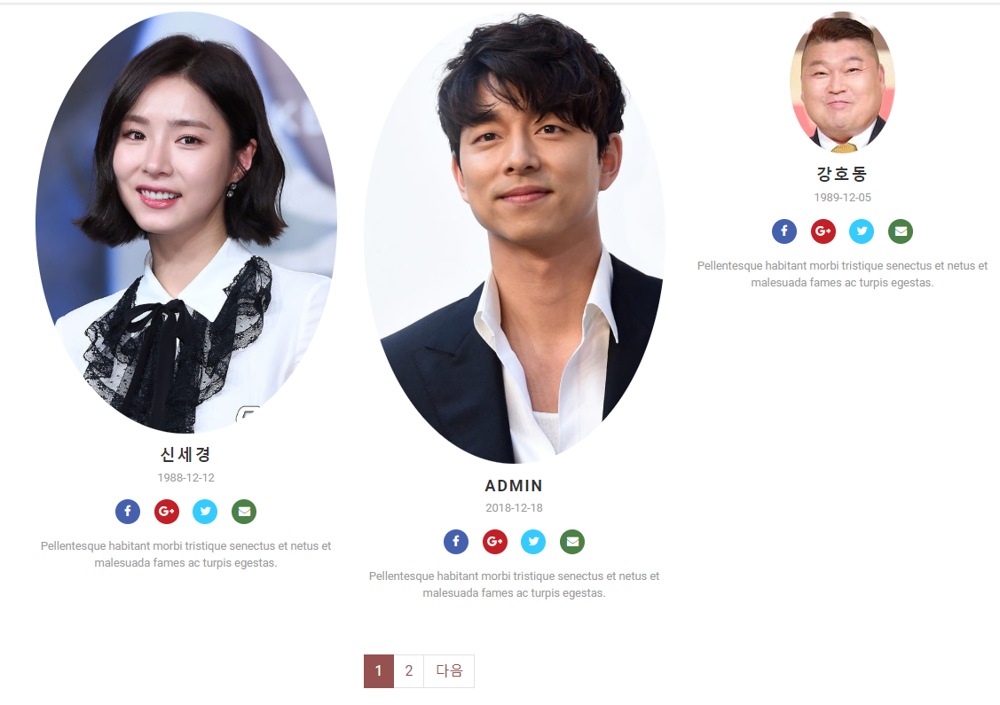 신세경
1988-12-12
Pellentesque habitant morbi tristique senectus et netus et
malesuada fames ac turpis egestas.
ADMIN
2018-12-18
Pellentesque habitant morbi tristique senectus et netus et
malesuada fames ac turpis egestas.
강호동
1989-12-05
Pellentesque habitant morbi tristique senectus et netus et
malesuada fames ac turpis egestas.
1 2 다음